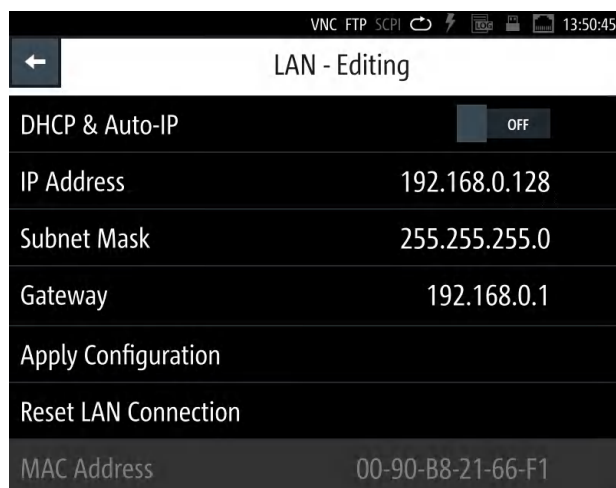 VNC FTP SCPI LOG 13:50:45
LAN - Editing
DHCP & Auto-IP OFF
IP Address 192.168.0.128
Subnet Mask 255.255.255.0
Gateway 192.168.0.1
Apply Configuration
Reset LAN Connection
MAC Address 00-90-B8-21-66-F1